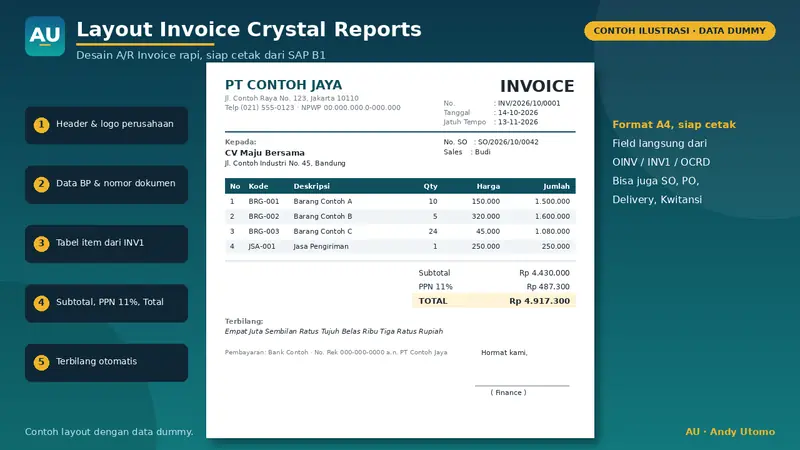 AU
Layout Invoice Crystal Reports
Desain A/R Invoice rapi, siap cetak dari SAP B1
CONTOH ILUSTRASI · DATA DUMMY
1 Header & logo perusahaan
2 Data BP & nomor dokumen
3 Tabel item dari INV1
4 Subtotal, PPN 11%, Total
5 Terbilang otomatis
PT CONTOH JAYA
Jl. Contoh Raya No. 123, Jakarta 10110
Telp (021) 555-0123 · NPWP 00.000.000.0-000.000
INVOICE
No. : INV/2026/10/0001
Tanggal : 14-10-2026
Jatuh Tempo : 13-11-2026
Kepada:
CV Maju Bersama
Jl. Contoh Industri No. 45, Bandung
No. SO : SO/2026/10/0042
Sales : Budi
No Kode Deskripsi Qty Harga Jumlah
1 BRG-001 Barang Contoh A 10 150.000 1.500.000
2 BRG-002 Barang Contoh B 5 320.000 1.600.000
3 BRG-003 Barang Contoh C 24 45.000 1.080.000
4 JSA-001 Jasa Pengiriman 1 250.000 250.000
Subtotal Rp 4.430.000
PPN 11% Rp 487.300
TOTAL Rp 4.917.300
Terbilang:
Empat Juta Sembilan Ratus Tujuh Belas Ribu Tiga Ratus Rupiah
Pembayaran: Bank Contoh · No. Rek 000-000-0000 a.n. PT Contoh Jaya
Hormat kami,
( Finance )
Format A4, siap cetak
Field langsung dari
OINV / INV1 / OCRD
Bisa juga SO, PO,
Delivery, Kwitansi
Contoh layout dengan data dummy.
AU · Andy Utomo